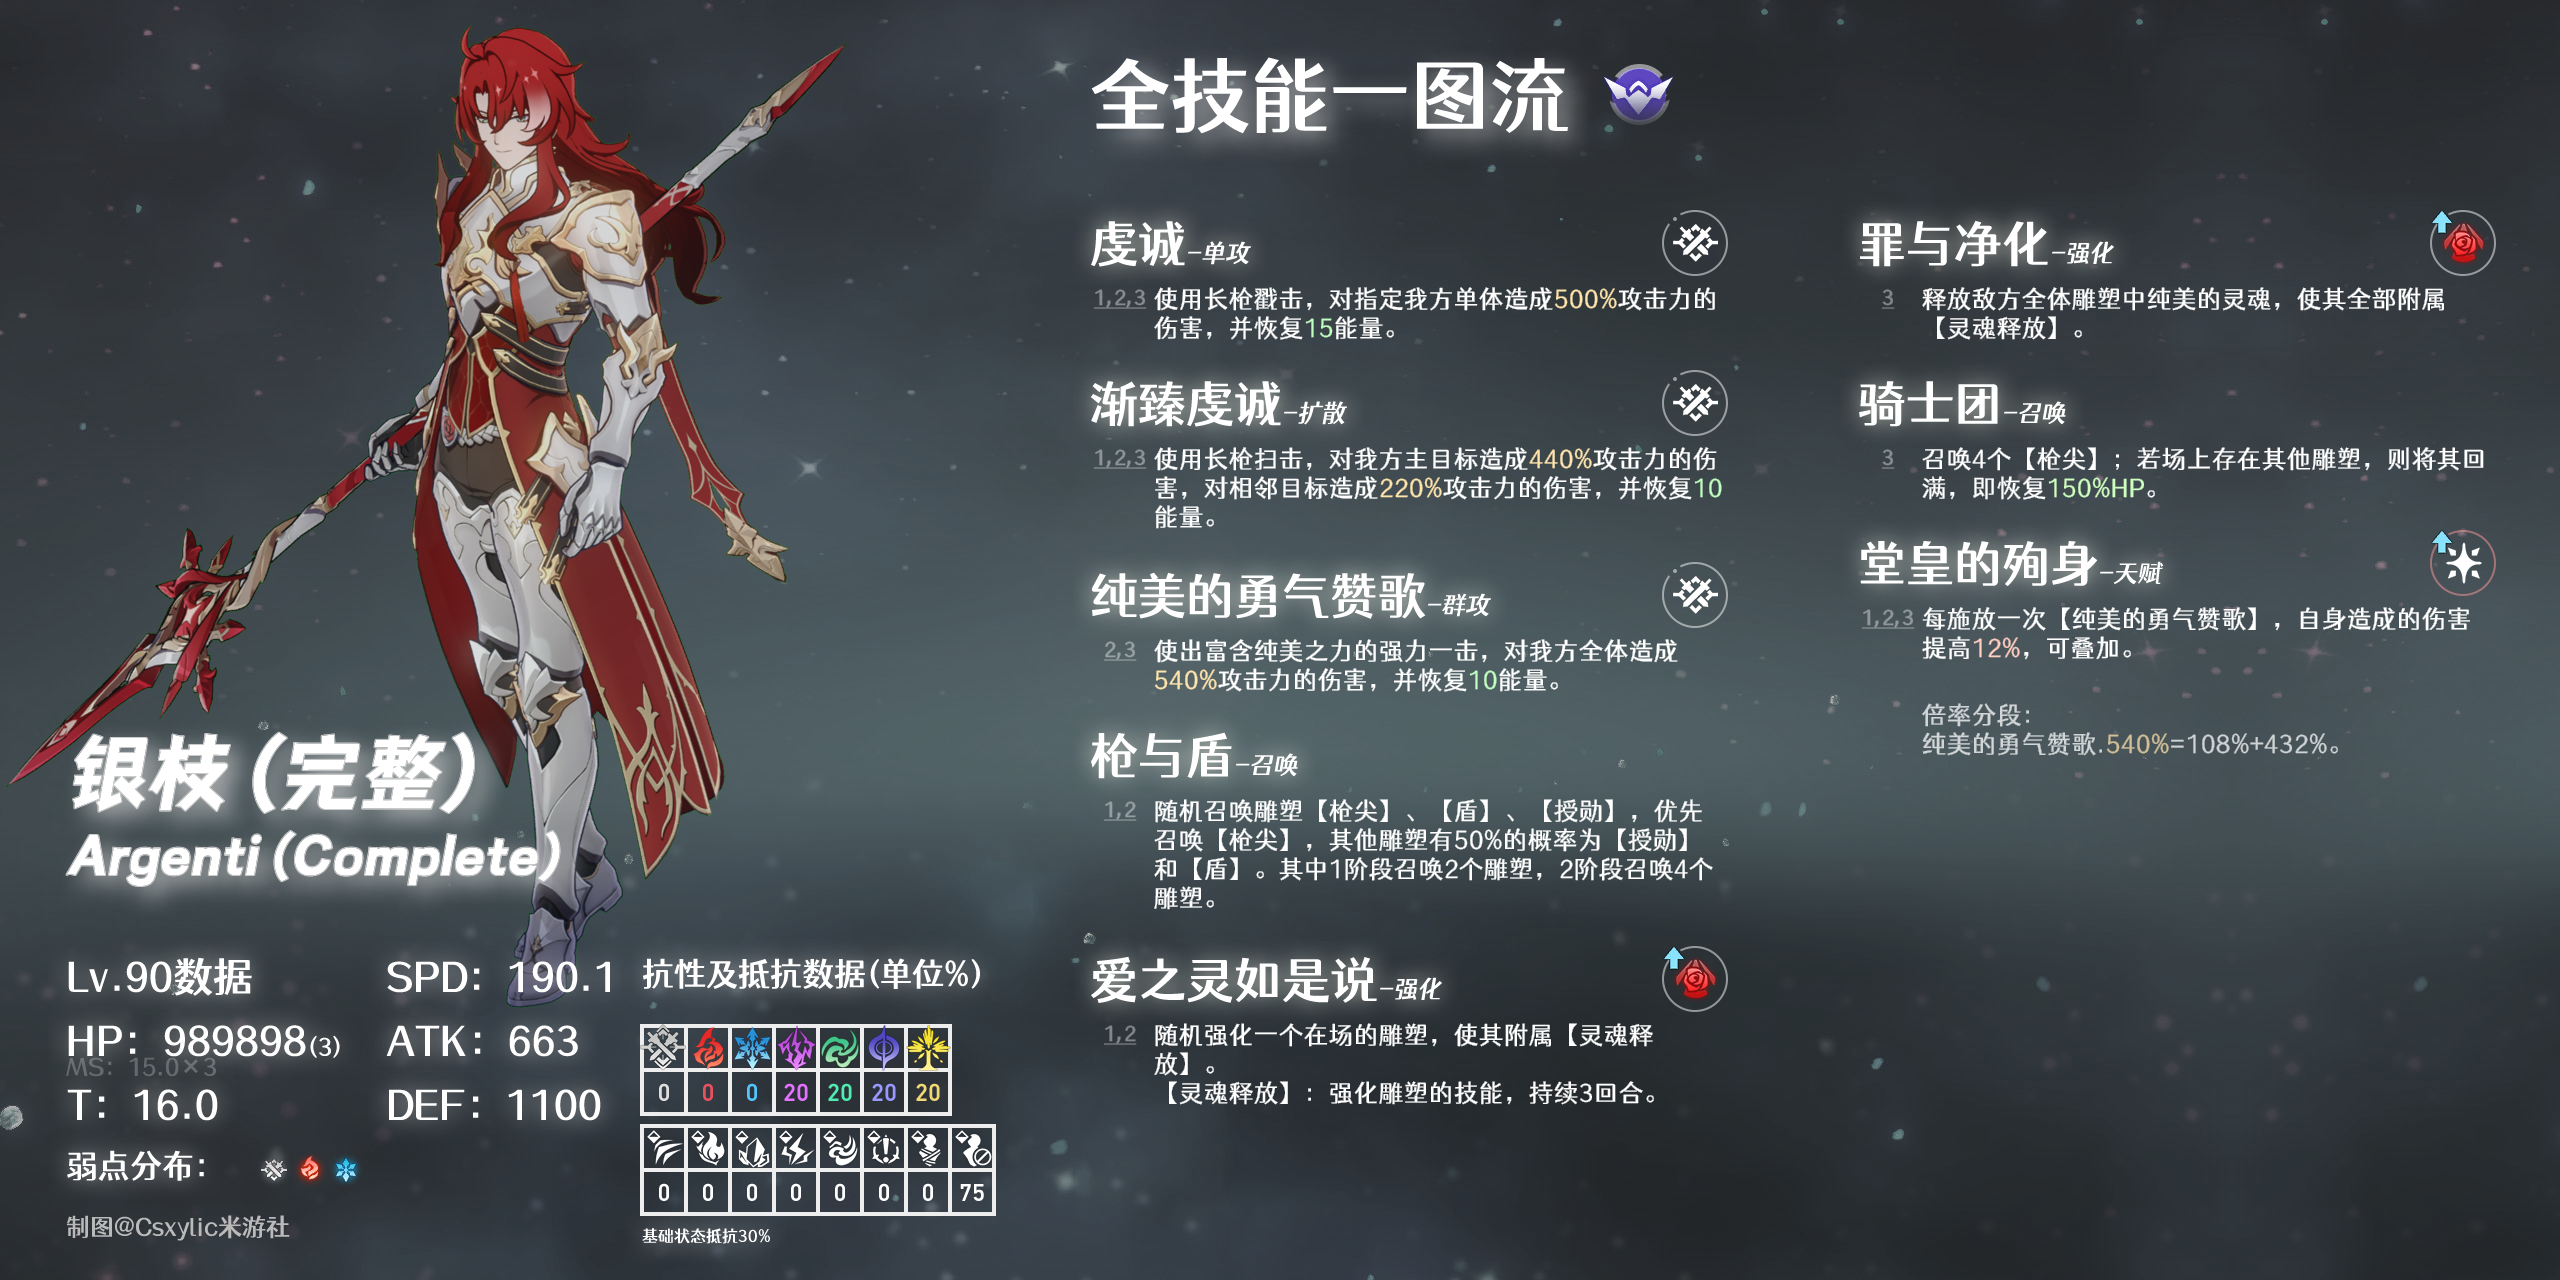 全技能一图流
虔诚-单攻
1,2,3 使用长枪戳击，对指定我方单体造成500%攻击力的
伤害，并恢复15能量。
渐臻虔诚-扩散
1,2,3 使用长枪扫击，对我方主目标造成440%攻击力的伤
害，对相邻目标造成220%攻击力的伤害，并恢复10
能量。
纯美的勇气赞歌-群攻
2,3 使出富含纯美之力的强力一击，对我方全体造成
540%攻击力的伤害，并恢复10能量。
枪与盾-召唤
1,2 随机召唤雕塑【枪尖】、【盾】、【授勋】，优先
召唤【枪尖】，其他雕塑有50%的概率为【授勋】
和【盾】。其中1阶段召唤2个雕塑，2阶段召唤4个
雕塑。
爱之灵如是说-强化
1,2 随机强化一个在场的雕塑，使其附属【灵魂释
放】。
【灵魂释放】：强化雕塑的技能，持续3回合。
罪与净化-强化
3 释放敌方全体雕塑中纯美的灵魂，使其全部附属
【灵魂释放】。
骑士团-召唤
3 召唤4个【枪尖】；若场上存在其他雕塑，则将其回
满，即恢复150%HP。
堂皇的殉身-天赋
1,2,3 每施放一次【纯美的勇气赞歌】，自身造成的伤害
提高12%，可叠加。
倍率分段：
纯美的勇气赞歌.540%=108%+432%。
银枝（完整）
Argenti (Complete)
Lv.90数据
SPD：190.1
HP：989898(3)
ATK：663
MS：15.0×3
T：16.0
DEF：1100
弱点分布：
制图@Csxylic米游社
抗性及抵抗数据(单位%)
0 0 0 20 20 20 20
0 0 0 0 0 0 0 75
基础状态抵抗30%